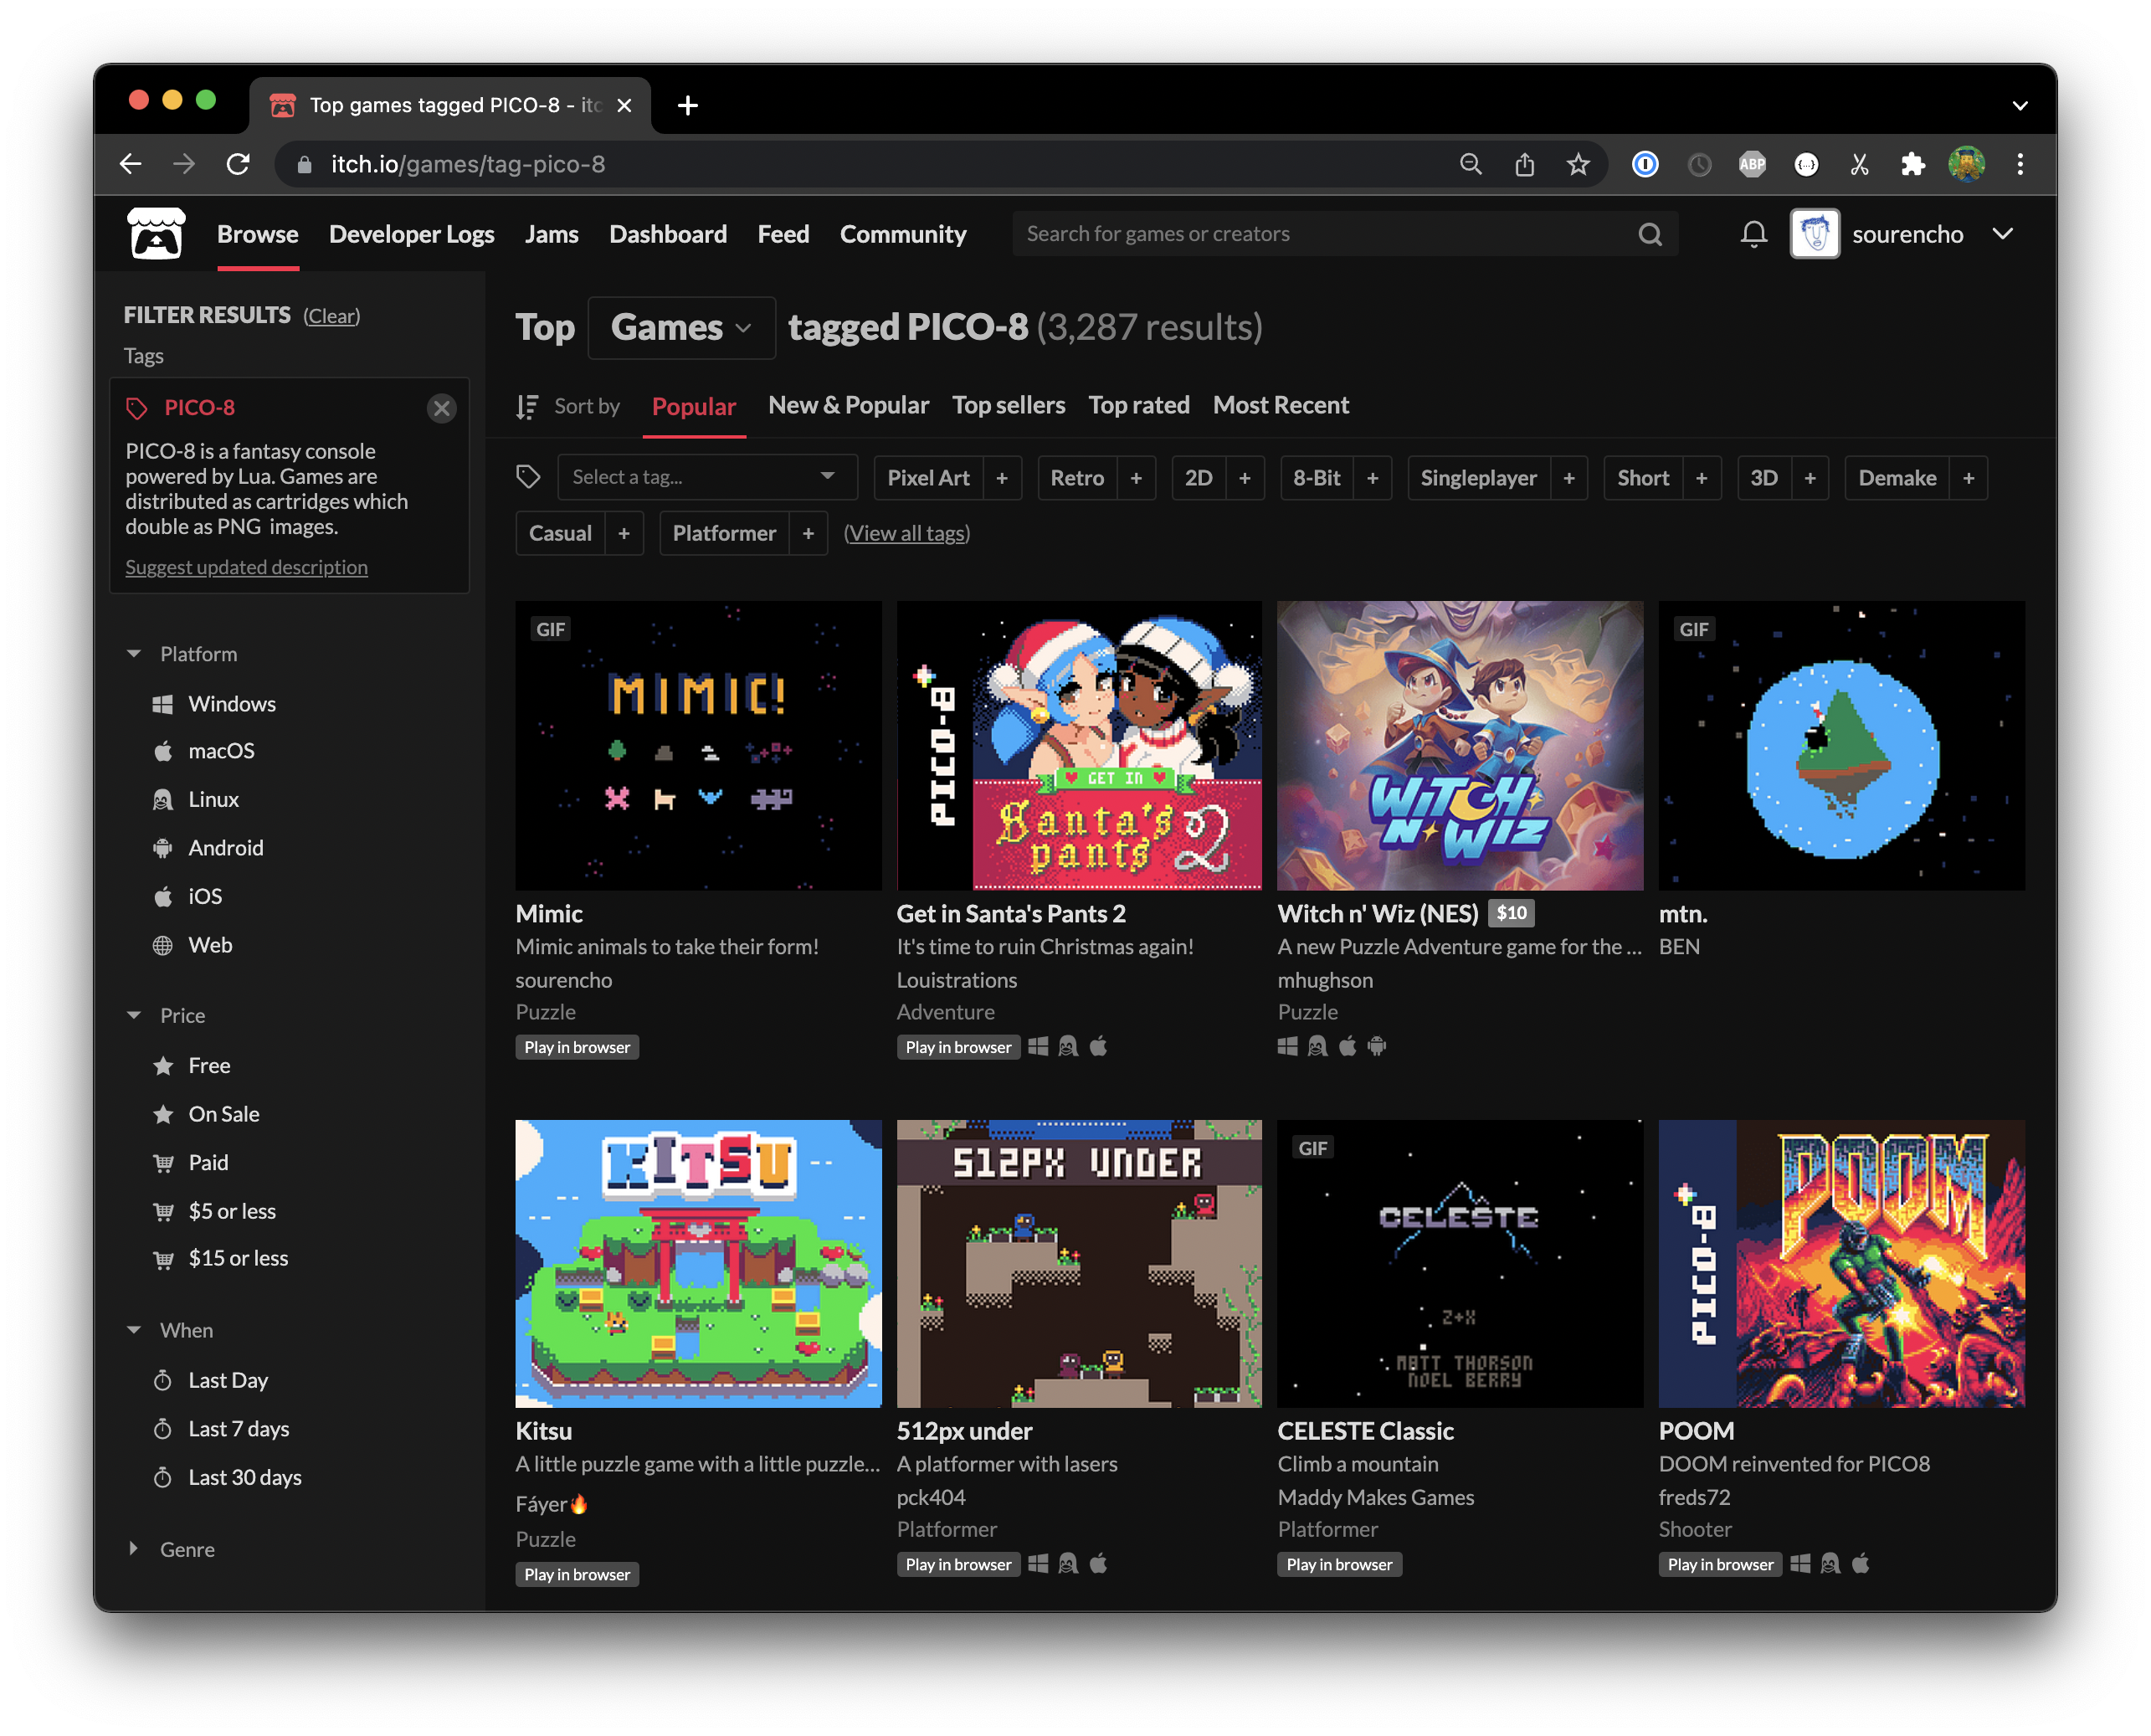 Top games tagged PICO-8 - itc
itch.io/games/tag-pico-8
ABP
Browse
Developer Logs
Jams
Dashboard
Feed
Community
Search for games or creators
sourencho
FILTER RESULTS (Clear)
Tags
PICO-8
PICO-8 is a fantasy console
powered by Lua. Games are
distributed as cartridges which
double as PNG images.
Suggest updated description
Platform
Windows
macOS
Linux
Android
iOS
Web
Price
Free
On Sale
Paid
$5 or less
$15 or less
When
Last Day
Last 7 days
Last 30 days
Genre
Top Games tagged PICO-8 (3,287 results)
Sort by Popular New & Popular Top sellers Top rated Most Recent
Select a tag... Pixel Art + Retro + 2D + 8-Bit + Singleplayer + Short + 3D + Demake +
Casual + Platformer + (View all tags)
GIF
MIMIC!
Mimic
Mimic animals to take their form!
sourencho
Puzzle
Play in browser
PICO-8
GET IN
Santa's
pants 2
Get in Santa's Pants 2
It's time to ruin Christmas again!
Louistrations
Adventure
Play in browser
WITCH
N WIZ
Witch n' Wiz (NES) $10
A new Puzzle Adventure game for the ...
mhughson
Puzzle
GIF
mtn.
BEN
KITSU
Kitsu
A little puzzle game with a little puzzle...
Fáyer🔥
Puzzle
Play in browser
512PX UNDER
512px under
A platformer with lasers
pck404
Platformer
Play in browser
GIF
CELESTE
Z+X
MATT THORSON
NOEL BERRY
CELESTE Classic
Climb a mountain
Maddy Makes Games
Platformer
Play in browser
PICO-8
POOM
POOM
DOOM reinvented for PICO8
freds72
Shooter
Play in browser